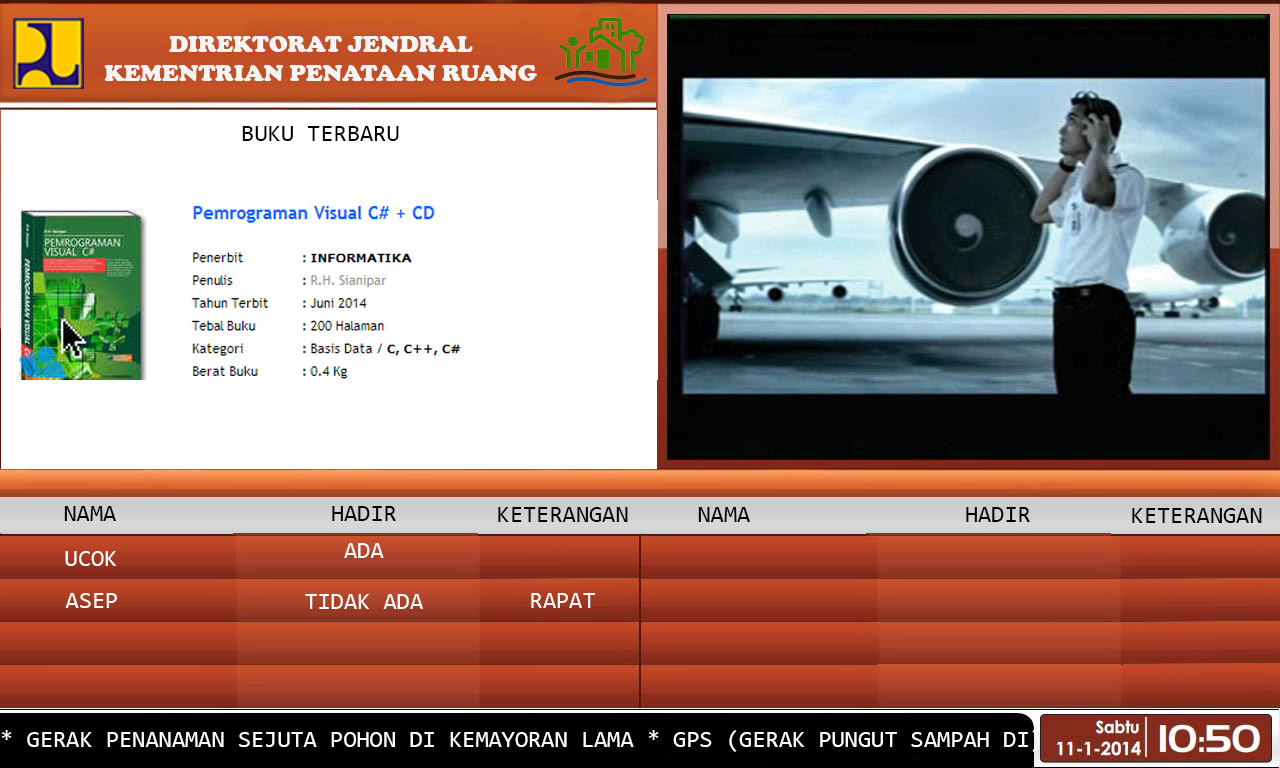 DIREKTORAT JENDRAL
KEMENTRIAN PENATAAN RUANG
BUKU TERBARU
PEMROGRAMAN
VISUAL C#
Pemrograman Visual C# + CD
Penerbit : INFORMATIKA
Penulis : R.H. Sianipar
Tahun Terbit : Juni 2014
Tebal Buku : 200 Halaman
Kategori : Basis Data / C, C++, C#
Berat Buku : 0.4 Kg
NAMA HADIR KETERANGAN NAMA HADIR KETERANGAN
UCOK ADA
ASEP TIDAK ADA RAPAT
* GERAK PENANAMAN SEJUTA POHON DI KEMAYORAN LAMA * GPS (GERAK PUNGUT SAMPAH DI)
Sabtu
11-1-2014 10:50